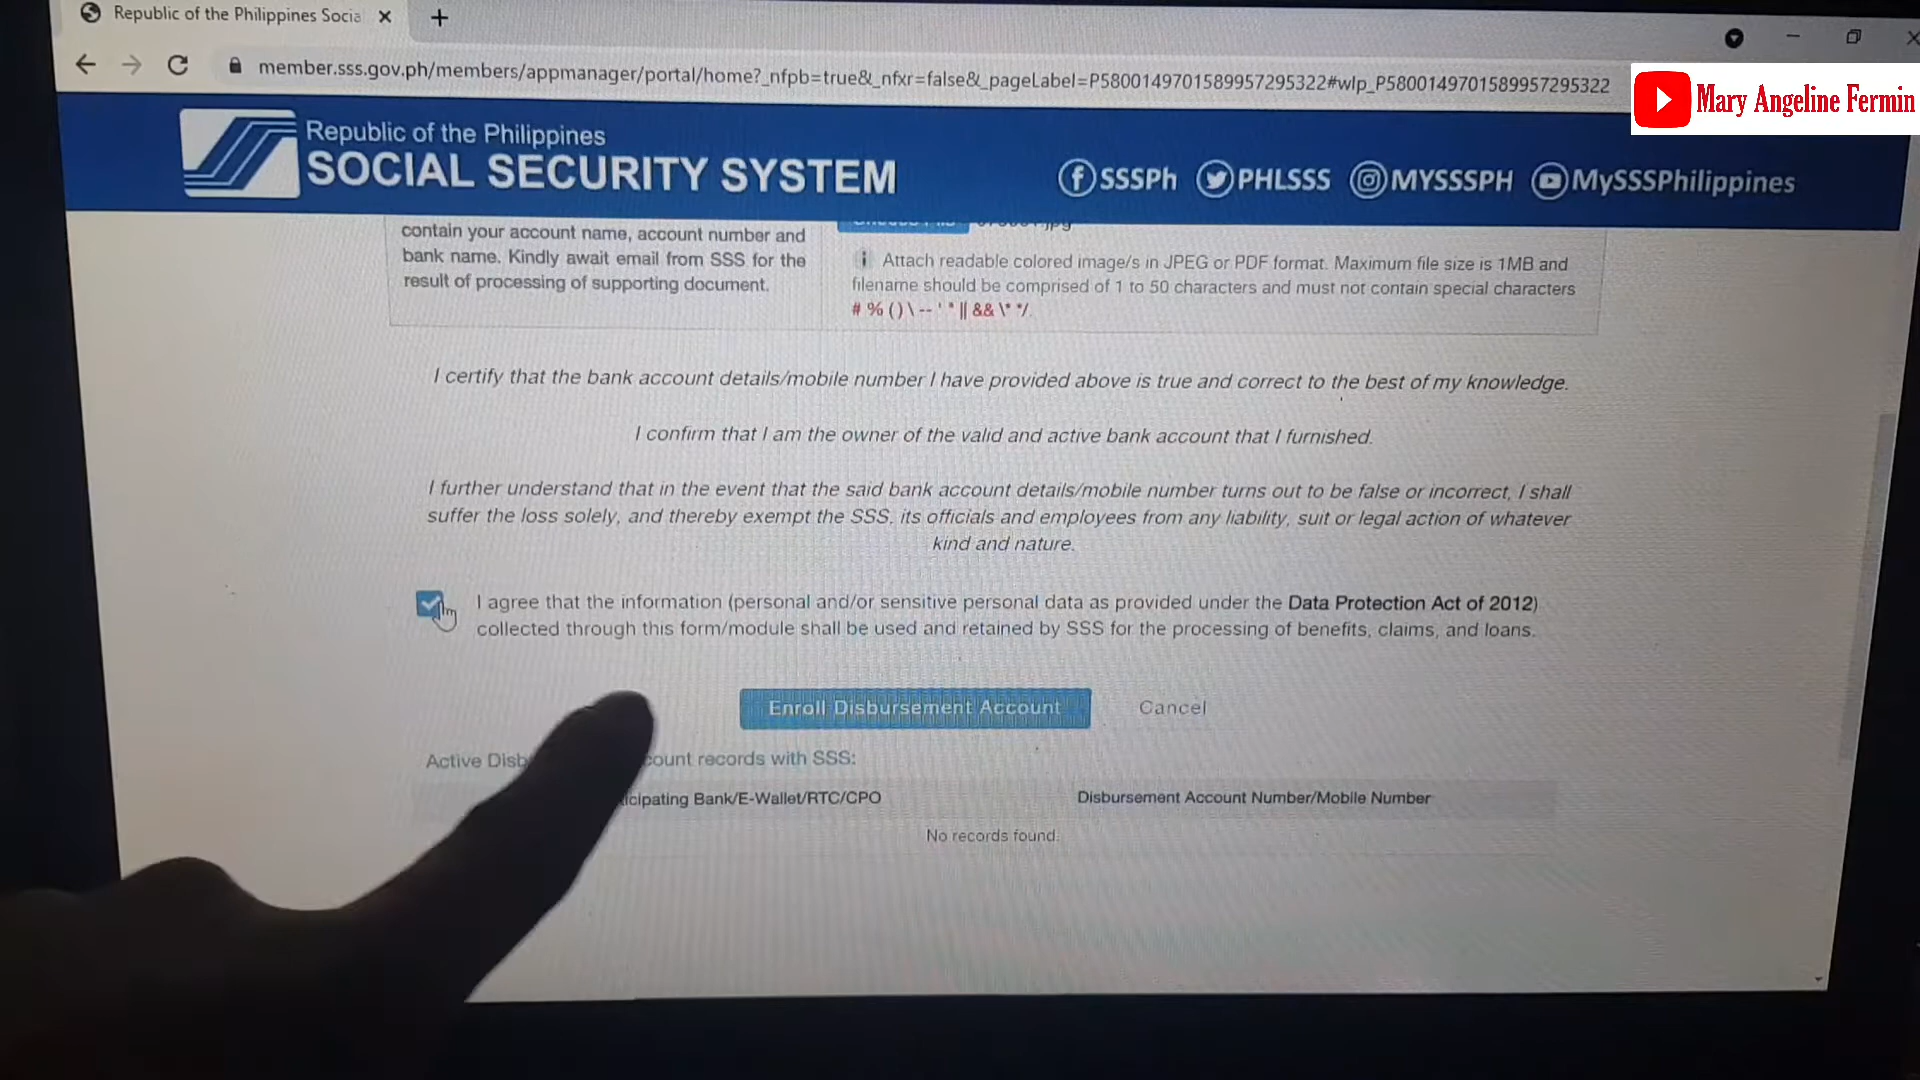 Republic of the Philippines Socia
member.sss.gov.ph/members/appmanager/portal/home?_nfpb=true&_nfxr=false&_pageLabel=P5800149701589957295322#wlp_P5800149701589957295322
Mary Angeline Fermin
Republic of the Philippines
SOCIAL SECURITY SYSTEM
SSSPh PHLSSS MYSSSPH MySSSPhilippines
contain your account name, account number and
bank name. Kindly await email from SSS for the
result of processing of supporting document.
Attach readable colored image/s in JPEG or PDF format. Maximum file size is 1MB and
filename should be comprised of 1 to 50 characters and must not contain special characters
# % ( ) \ -- ' " || && \* */
I certify that the bank account details/mobile number I have provided above is true and correct to the best of my knowledge.
I confirm that I am the owner of the valid and active bank account that I furnished.
I further understand that in the event that the said bank account details/mobile number turns out to be false or incorrect, I shall
suffer the loss solely, and thereby exempt the SSS, its officials and employees from any liability, suit or legal action of whatever
kind and nature.
I agree that the information (personal and/or sensitive personal data as provided under the Data Protection Act of 2012)
collected through this form/module shall be used and retained by SSS for the processing of benefits, claims, and loans.
Enroll Disbursement Account Cancel
Active Disb count records with SSS:
icipating Bank/E-Wallet/RTC/CPO Disbursement Account Number/Mobile Number
No records found.